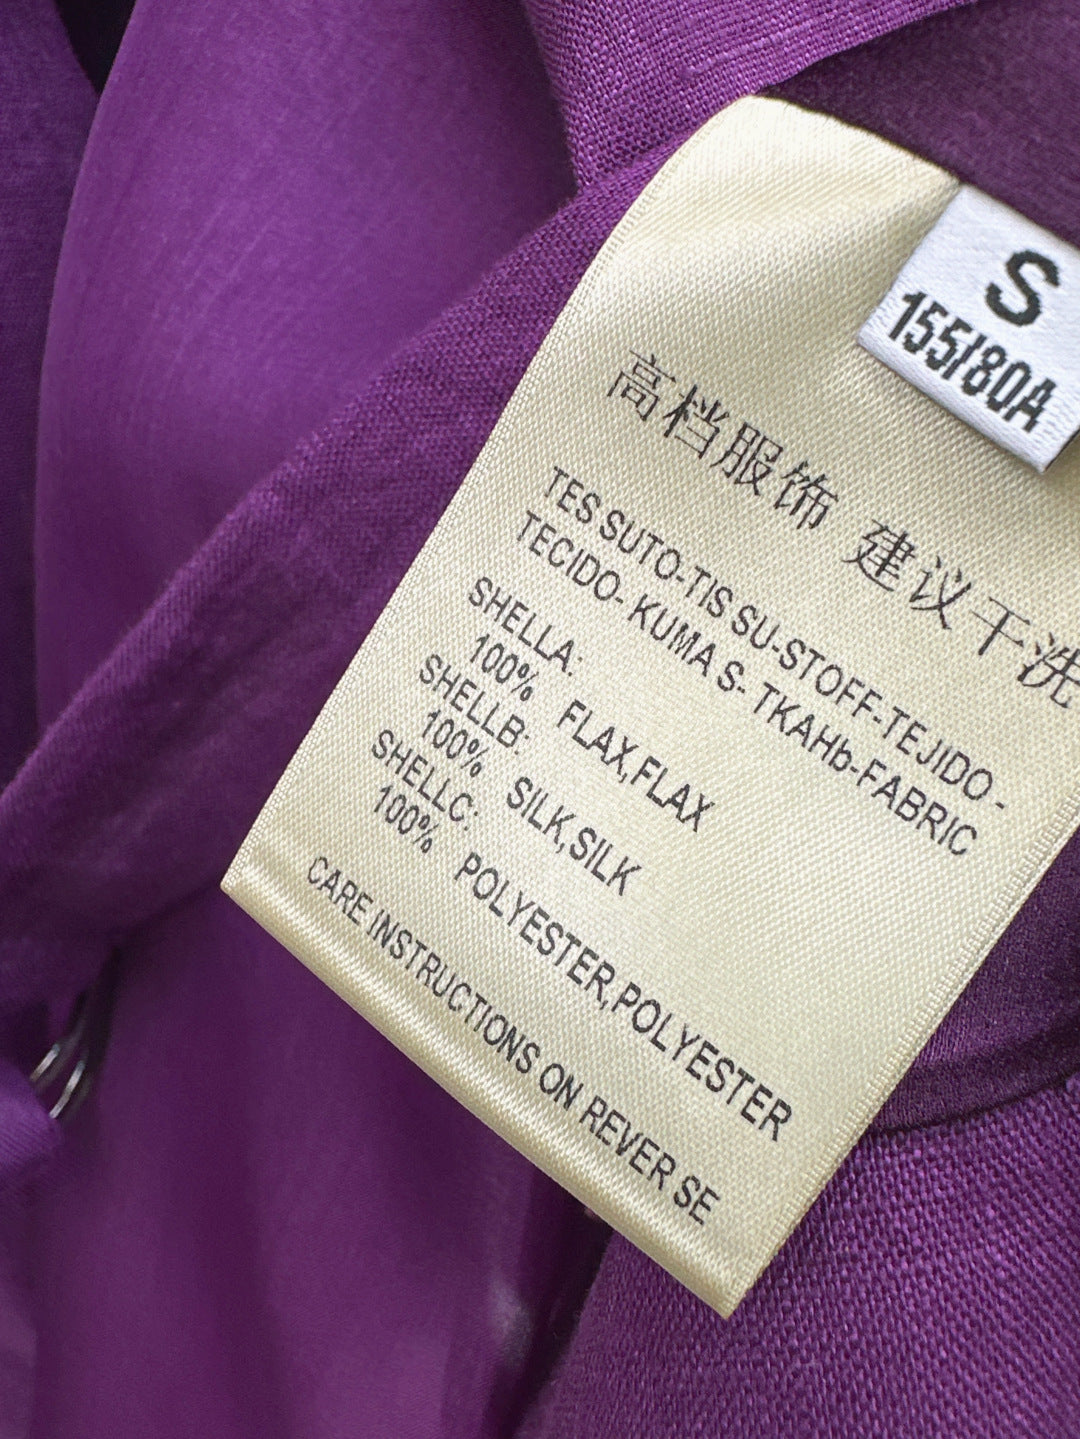 S
155/80A
高档服饰 建议干洗
TES SUTO-TIS SU-STOFF-TEJIDO-
TECIDO- KUMA S- TKAHb-FABRIC
SHELLA:
100% FLAX,FLAX
SHELLB:
100% SILK,SILK
SHELLC:
100% POLYESTER,POLYESTER
CARE INSTRUCTIONS ON REVER SE